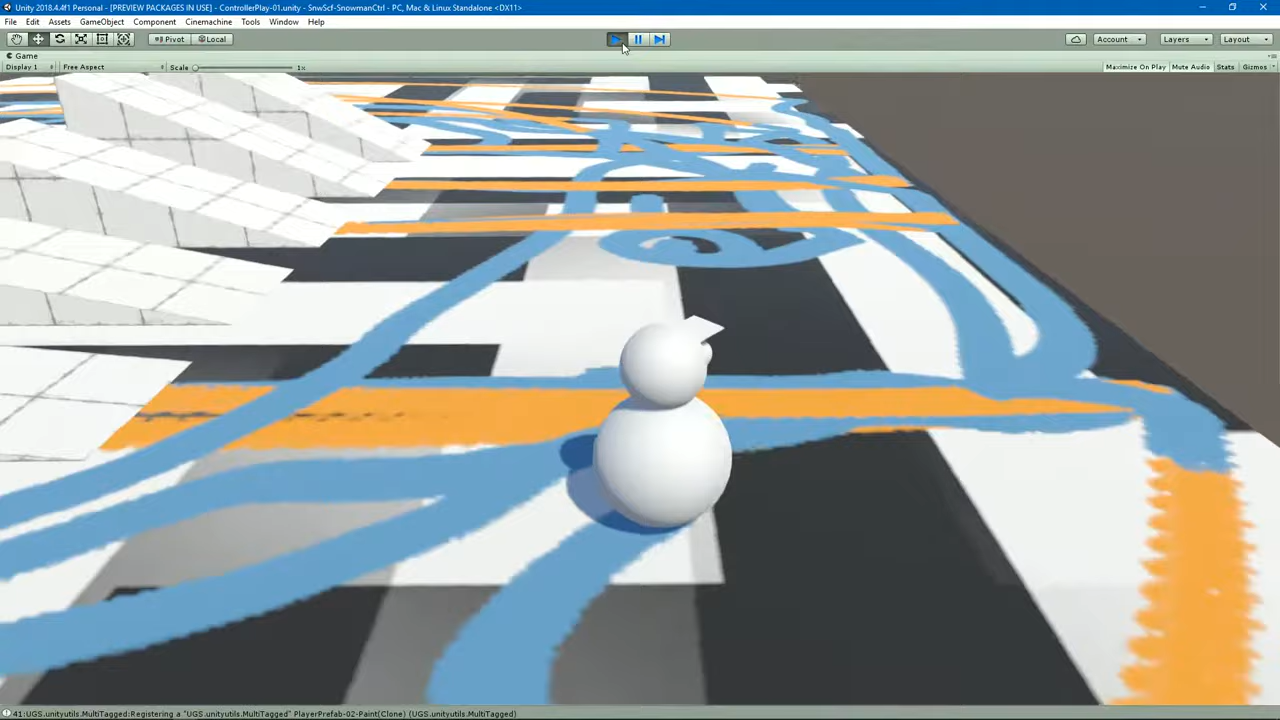 Unity 2018.4.4f1 Personal - [PREVIEW PACKAGES IN USE] - ControllerPlay-01.unity - SnwScf-SnowmanCtrl - PC, Mac & Linux Standalone <DX11>
File Edit Assets GameObject Component Cinemachine Tools Window Help
Pivot Local Account Layers Layout
Game
Display 1 Free Aspect Scale 1x Maximize On Play Mute Audio Stats Gizmos
41:UGS.unityutils.MultiTagged:Registering a "UGS.unityutils.MultiTagged" PlayerPrefab-02-Paint(Clone) (UGS.unityutils.MultiTagged)